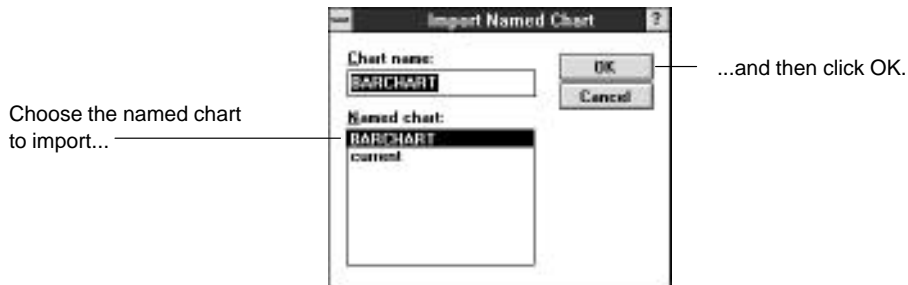 Import Named Chart ?
Chart name:
BARCHART
OK
...and then click OK.
Cancel
Choose the named chart
to import...
Named chart:
BARCHART
current